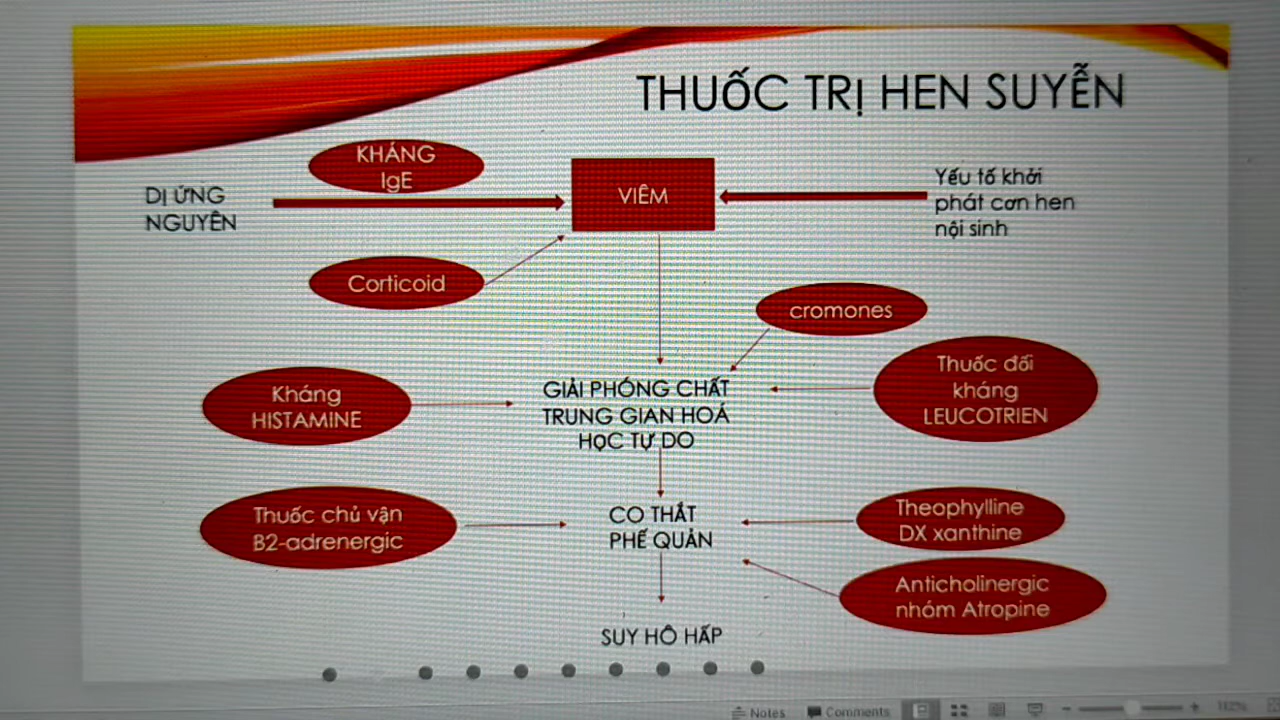 THUỐC TRỊ HEN SUYỄN
KHÁNG
IgE
DỊ ỨNG
NGUYÊN
VIÊM
Yếu tố khởi
phát cơn hen
nội sinh
Corticoid
cromones
Kháng
HISTAMINE
GIẢI PHÓNG CHẤT
TRUNG GIAN HOÁ
HỌC TỰ DO
Thuốc đối
kháng
LEUCOTRIEN
Thuốc chủ vận
B2-adrenergic
CO THẮT
PHẾ QUẢN
Theophylline
DX xanthine
Anticholinergic
nhóm Atropine
SUY HÔ HẤP
Notes
Comments